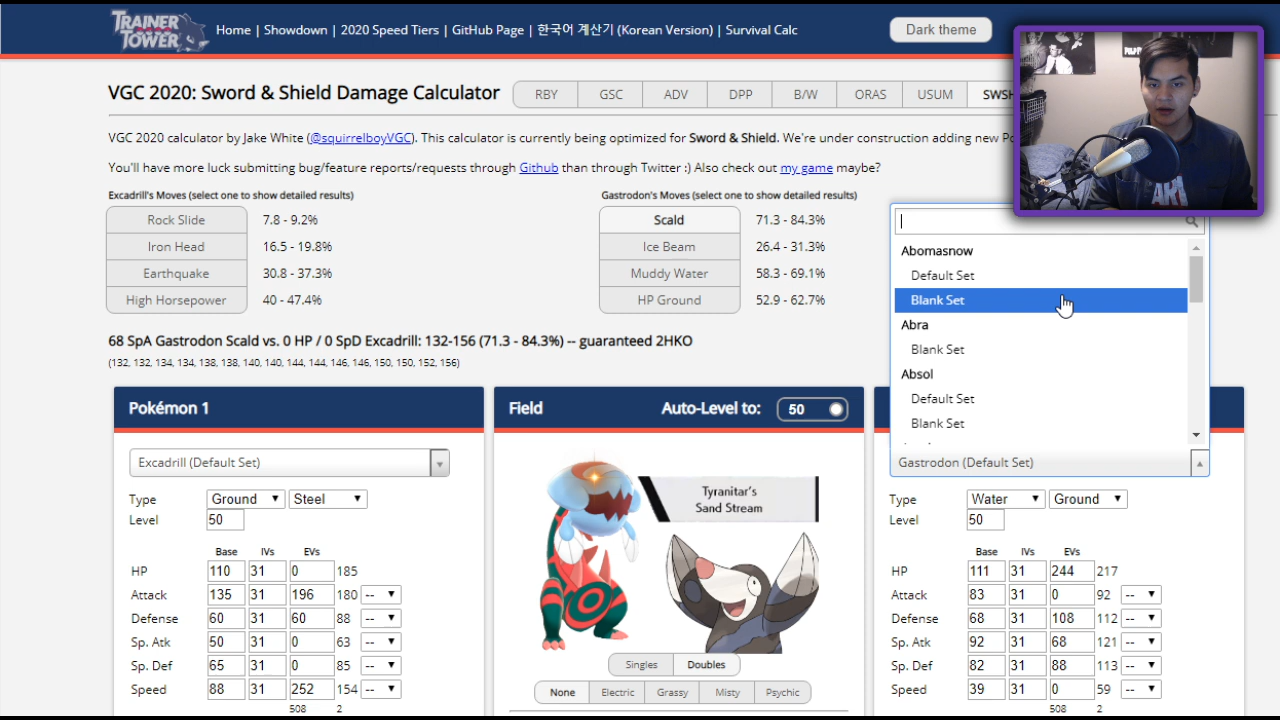 TRAINER
TOWER
Home | Showdown | 2020 Speed Tiers | GitHub Page | 한국어 계산기 (Korean Version) | Survival Calc
Dark theme
VGC 2020: Sword & Shield Damage Calculator
RBY GSC ADV DPP B/W ORAS USUM SWSH
VGC 2020 calculator by Jake White (@squirrelboyVGC). This calculator is currently being optimized for Sword & Shield. We're under construction adding new
You'll have more luck submitting bug/feature reports/requests through Github than through Twitter :) Also check out my game maybe?
Excadrill's Moves (select one to show detailed results)
Rock Slide 7.8 - 9.2%
Iron Head 16.5 - 19.8%
Earthquake 30.8 - 37.3%
High Horsepower 40 - 47.4%
Gastrodon's Moves (select one to show detailed results)
Scald 71.3 - 84.3%
Ice Beam 26.4 - 31.3%
Muddy Water 58.3 - 69.1%
HP Ground 52.9 - 62.7%
Abomasnow
Default Set
Blank Set
Abra
Blank Set
Absol
Default Set
Blank Set
68 SpA Gastrodon Scald vs. 0 HP / 0 SpD Excadrill: 132-156 (71.3 - 84.3%) -- guaranteed 2HKO
(132, 132, 134, 134, 138, 138, 140, 140, 144, 144, 146, 146, 150, 150, 152, 156)
Pokémon 1
Excadrill (Default Set)
Type Ground Steel
Level 50
Base IVs EVs
HP 110 31 0 185
Attack 135 31 196 180 --
Defense 60 31 60 88 --
Sp. Atk 50 31 0 63 --
Sp. Def 65 31 0 85 --
Speed 88 31 252 154 --
508 2
Field Auto-Level to: 50
Tyranitar's
Sand Stream
Singles Doubles
None Electric Grassy Misty Psychic
Gastrodon (Default Set)
Type Water Ground
Level 50
Base IVs EVs
HP 111 31 244 217
Attack 83 31 0 92 --
Defense 68 31 108 112 --
Sp. Atk 92 31 68 121 --
Sp. Def 82 31 88 113 --
Speed 39 31 0 59 --
508 2